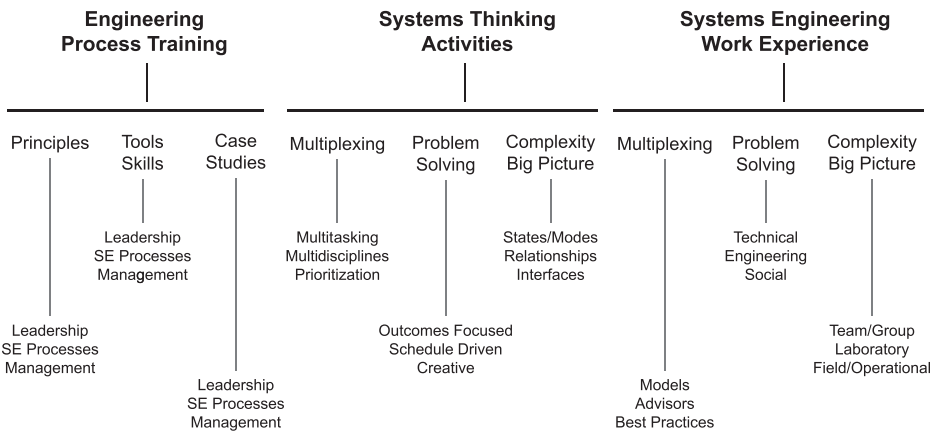 Engineering
Process Training
Systems Thinking
Activities
Systems Engineering
Work Experience
Principles
Tools
Skills
Case
Studies
Multiplexing
Problem
Solving
Complexity
Big Picture
Multiplexing
Problem
Solving
Complexity
Big Picture
Leadership
SE Processes
Management
Multitasking
Multidisciplines
Prioritization
States/Modes
Relationships
Interfaces
Technical
Engineering
Social
Leadership
SE Processes
Management
Outcomes Focused
Schedule Driven
Creative
Team/Group
Laboratory
Field/Operational
Leadership
SE Processes
Management
Models
Advisors
Best Practices